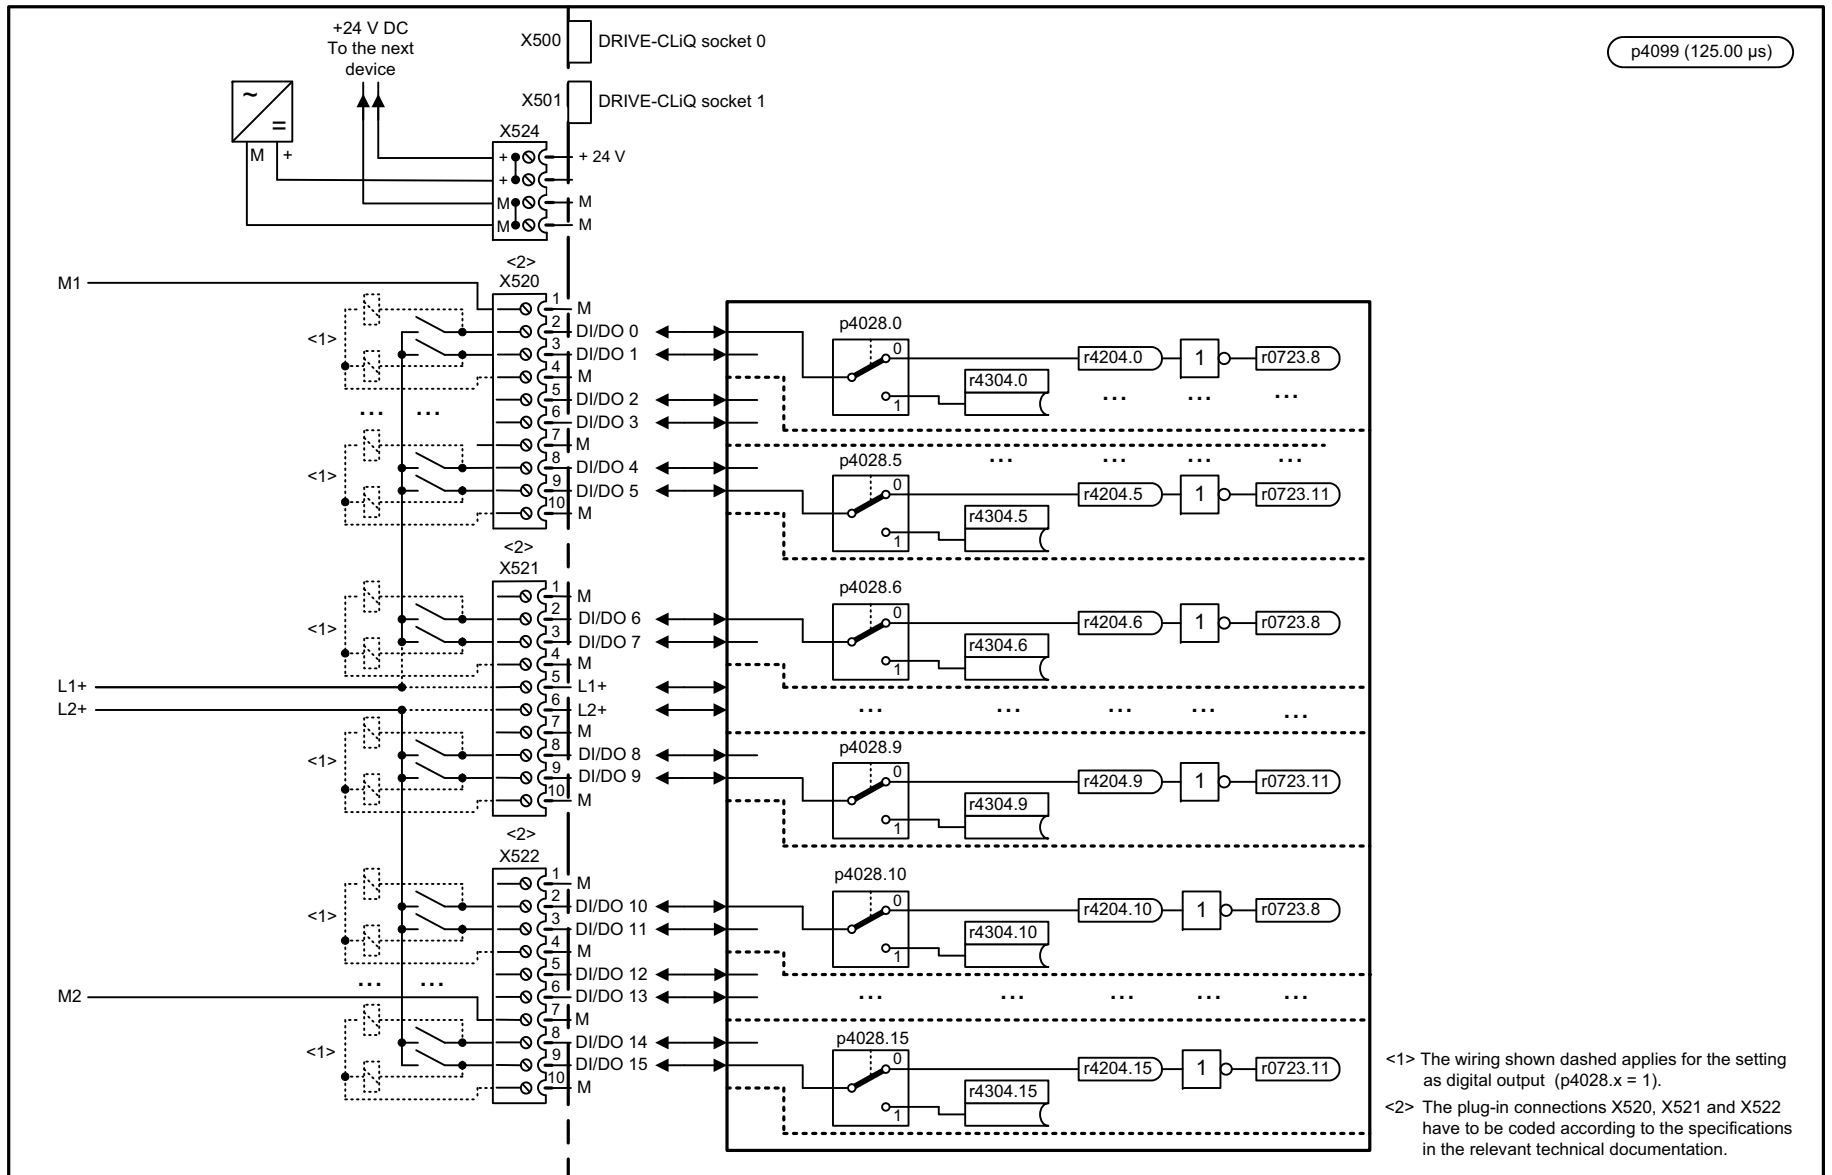 +24 V DC
To the next
device
X500
DRIVE-CLiQ socket 0
p4099 (125.00 µs)
X501
DRIVE-CLiQ socket 1
~
=
M
+
X524
+
+ 24 V
+
M
M
M
M
<2>
X520
M1
1
M
2
DI/DO 0
3
DI/DO 1
4
M
5
DI/DO 2
6
DI/DO 3
7
M
8
DI/DO 4
9
DI/DO 5
10
M
<1>
... ...
<1>
p4028.0
0
1
r4304.0
r4204.0
1
r0723.8
... ... ...
... ... ... ...
p4028.5
0
1
r4304.5
r4204.5
1
r0723.11
<2>
X521
1
M
2
DI/DO 6
3
DI/DO 7
4
M
5
L1+
6
L2+
7
M
8
DI/DO 8
9
DI/DO 9
10
M
<1>
L1+
L2+
<1>
p4028.6
0
1
r4304.6
r4204.6
1
r0723.8
... ... ... ... ...
p4028.9
0
1
r4304.9
r4204.9
1
r0723.11
<2>
X522
1
M
2
DI/DO 10
3
DI/DO 11
4
M
5
DI/DO 12
6
DI/DO 13
7
M
8
DI/DO 14
9
DI/DO 15
10
M
<1>
... ...
M2
<1>
p4028.10
0
1
r4304.10
r4204.10
1
r0723.8
... ... ... ... ...
p4028.15
0
1
r4304.15
r4204.15
1
r0723.11
<1> The wiring shown dashed applies for the setting
as digital output (p4028.x = 1).
<2> The plug-in connections X520, X521 and X522
have to be coded according to the specifications
in the relevant technical documentation.